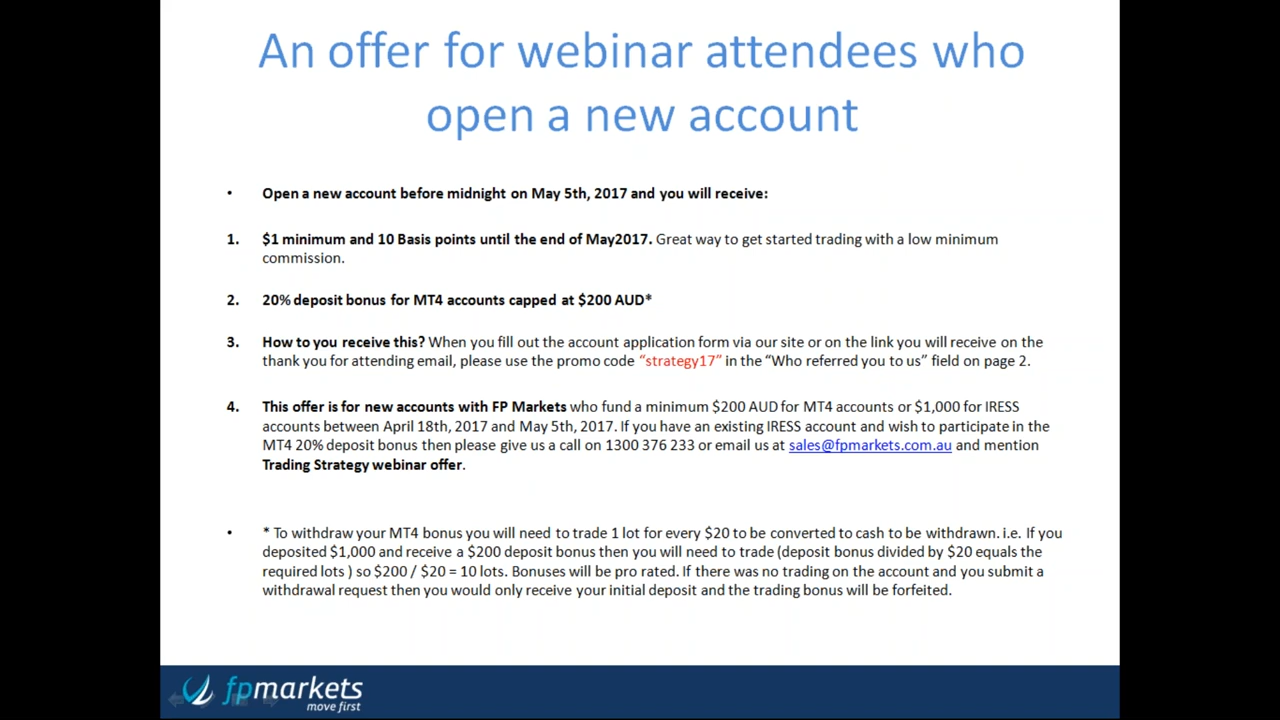 An offer for webinar attendees who
open a new account
• Open a new account before midnight on May 5th, 2017 and you will receive:
1. $1 minimum and 10 Basis points until the end of May2017. Great way to get started trading with a low minimum
commission.
2. 20% deposit bonus for MT4 accounts capped at $200 AUD*
3. How to you receive this? When you fill out the account application form via our site or on the link you will receive on the
thank you for attending email, please use the promo code “strategy17” in the “Who referred you to us” field on page 2.
4. This offer is for new accounts with FP Markets who fund a minimum $200 AUD for MT4 accounts or $1,000 for IRESS
accounts between April 18th, 2017 and May 5th, 2017. If you have an existing IRESS account and wish to participate in the
MT4 20% deposit bonus then please give us a call on 1300 376 233 or email us at sales@fpmarkets.com.au and mention
Trading Strategy webinar offer.
• * To withdraw your MT4 bonus you will need to trade 1 lot for every $20 to be converted to cash to be withdrawn. i.e. If you
deposited $1,000 and receive a $200 deposit bonus then you will need to trade (deposit bonus divided by $20 equals the
required lots ) so $200 / $20 = 10 lots. Bonuses will be pro rated. If there was no trading on the account and you submit a
withdrawal request then you would only receive your initial deposit and the trading bonus will be forfeited.
fpmarkets
move first